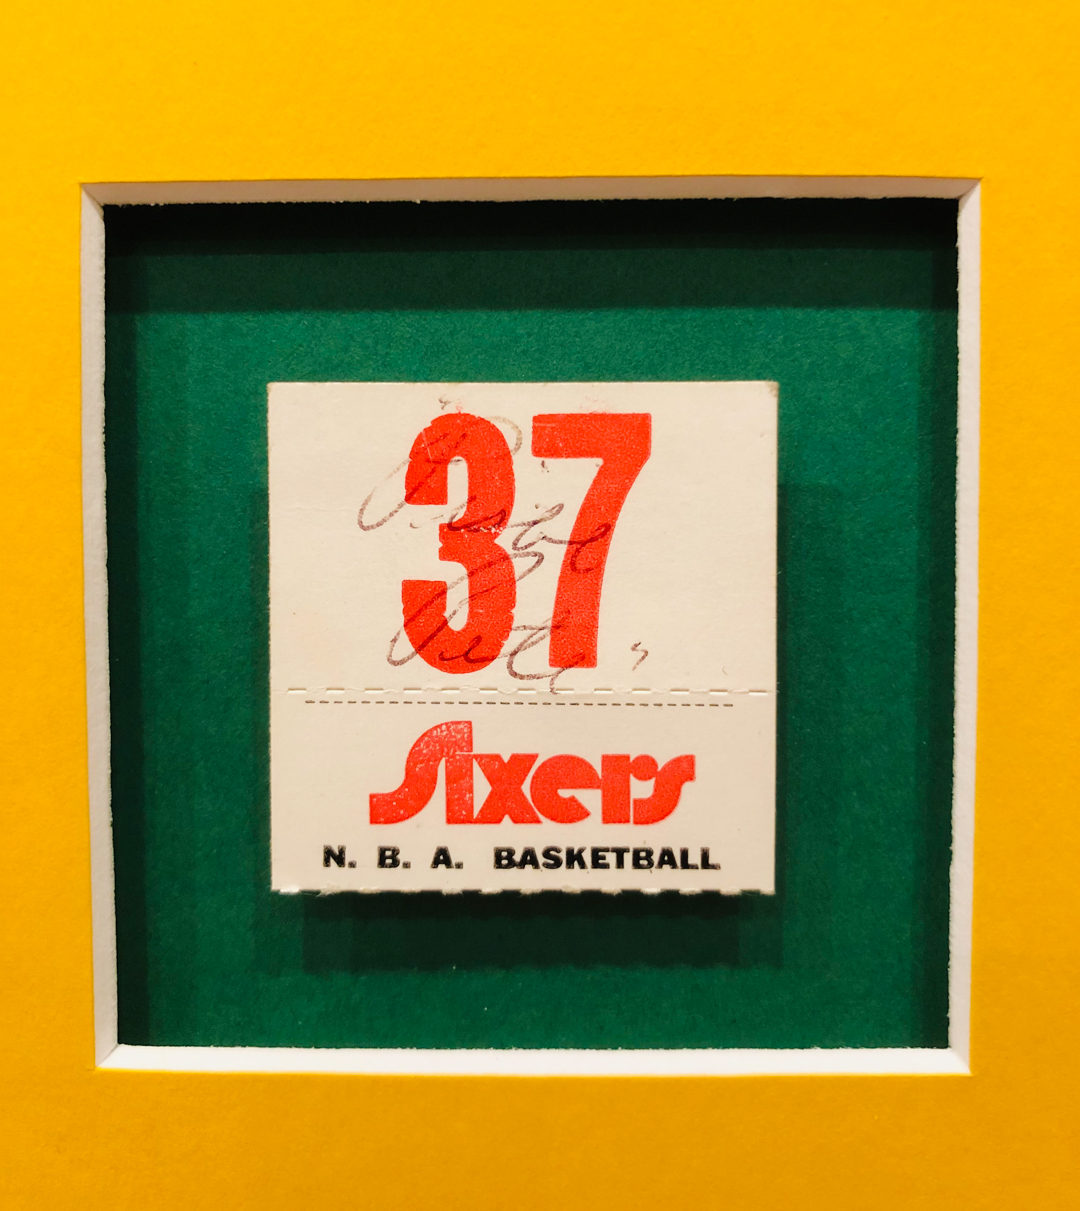 37
Sixers
N. B. A. BASKETBALL